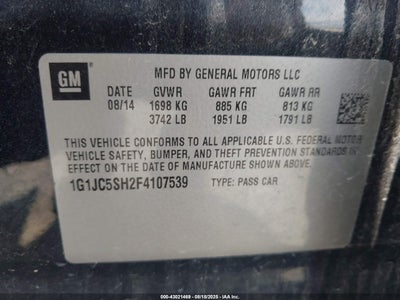 GM
MFD BY GENERAL MOTORS LLC
DATE GVWR GAWR FRT GAWR RR
08/14 1698 KG 885 KG 813 KG
3742 LB 1951 LB 1791 LB
THIS VEHICLE CONFORMS TO ALL APPLICABLE U.S. FEDERAL MOTOR
VEHICLE SAFETY, BUMPER, AND THEFT PREVENTION STANDARDS IN
EFFECT ON THE DATE OF MANUFACTURE SHOWN ABOVE.
1G1JC5SH2F4107539 TYPE: PASS CAR
000-43021469 - 08/18/2025 - IAA, Inc.